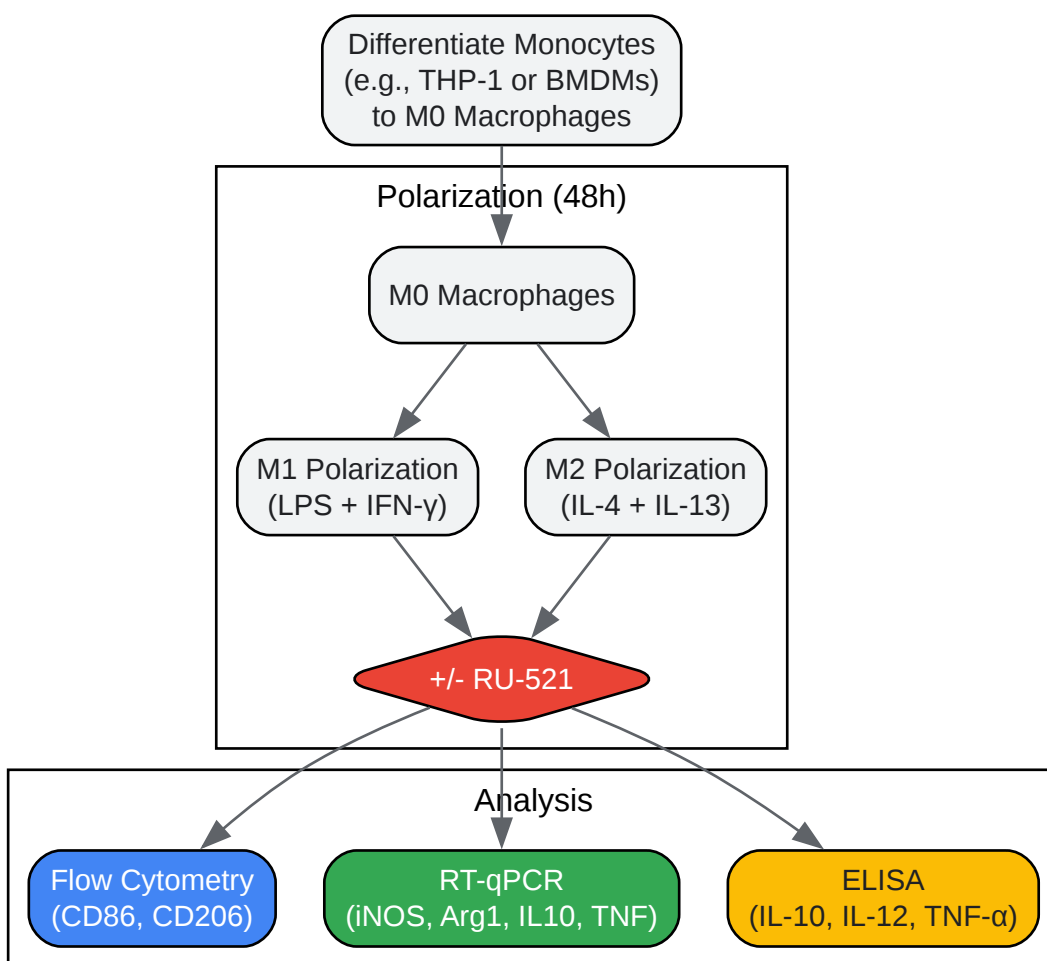 Differentiate Monocytes
(e.g., THP-1 or BMDMs)
to M0 Macrophages
Polarization (48h)
M0 Macrophages
M1 Polarization
(LPS + IFN-γ)
M2 Polarization
(IL-4 + IL-13)
+/- RU-521
Analysis
Flow Cytometry
(CD86, CD206)
RT-qPCR
(iNOS, Arg1, IL10, TNF)
ELISA
(IL-10, IL-12, TNF-α)